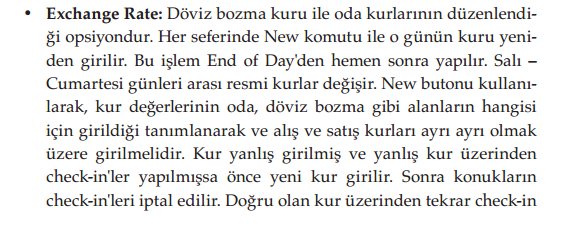 • Exchange Rate: Döviz bozma kuru ile oda kurlarının düzenlendi-
ği opsiyondur. Her seferinde New komutu ile o günün kuru yeni-
den girilir. Bu işlem End of Day'den hemen sonra yapılır. Salı –
Cumartesi günleri arası resmi kurlar değişir. New butonu kullanı-
larak, kur değerlerinin oda, döviz bozma gibi alanların hangisi
için girildiği tanımlanarak ve alış ve satış kurları ayrı ayrı olmak
üzere girilmelidir. Kur yanlış girilmiş ve yanlış kur üzerinden
check-in'ler yapılmışsa önce yeni kur girilir. Sonra konukların
check-in'leri iptal edilir. Doğru olan kur üzerinden tekrar check-in